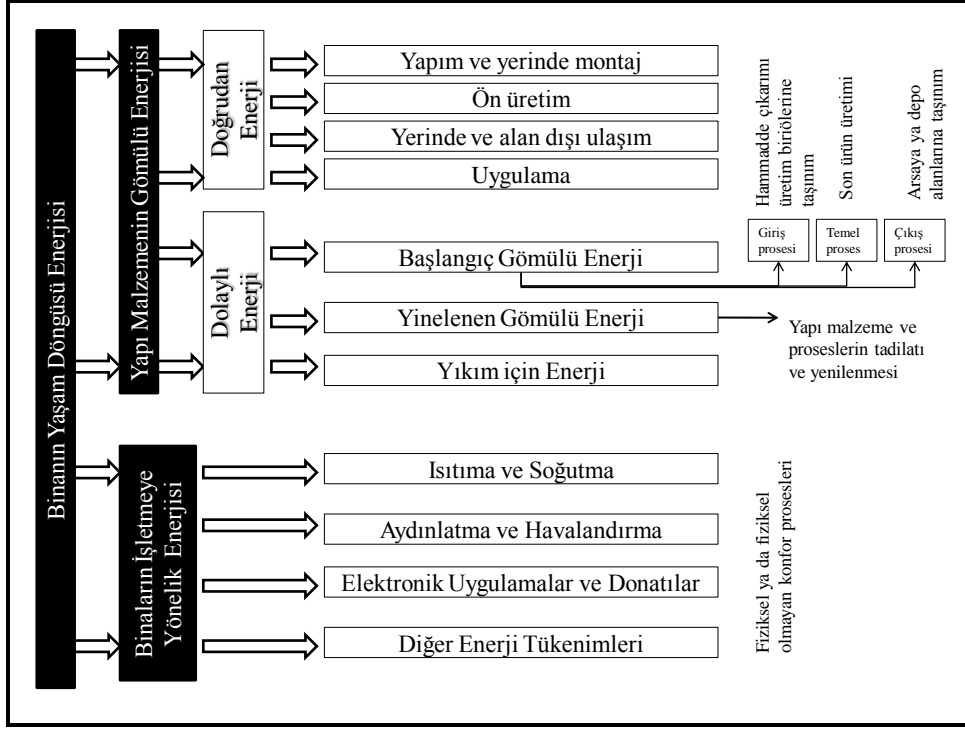 Binanın Yaşam Döngüsü Enerjisi
Yapı Malzemenin Gömülü Enerjisi
Doğrudan
Enerji
Yapım ve yerinde montaj
Ön üretim
Yerinde ve alan dışı ulaşım
Uygulama
Hammadde çıkarımı
üretim biriölerine
taşınım
Son ürün üretimi
Arsaya ya depo
alanlarına taşınım
Giriş
prosesi
Temel
proses
Çıkış
prosesi
Dolaylı
Enerji
Başlangıç Gömülü Enerji
Yinelenen Gömülü Enerji
Yıkım için Enerji
Yapı malzeme ve
proseslerin tadilatı
ve yenilenmesi
Binaların İşletmeye
Yönelik Enerjisi
Isıtıma ve Soğutma
Aydınlatma ve Havalandırma
Elektronik Uygulamalar ve Donatılar
Diğer Enerji Tükenimleri
Fiziksel ya da fiziksel
olmayan konfor prosesleri